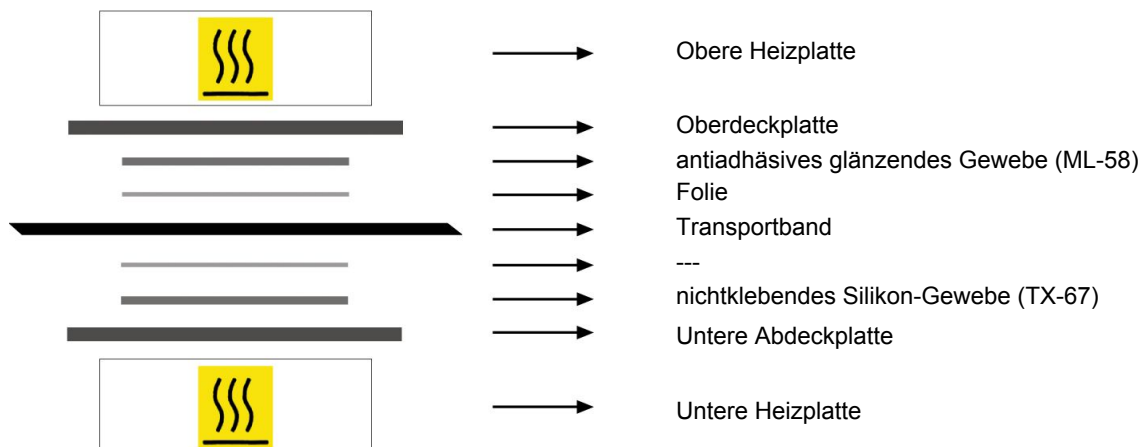 Obere Heizplatte
Oberdeckplatte
antiadhäsives glänzendes Gewebe (ML-58)
Folie
Transportband
---
nichtklebendes Silikon-Gewebe (TX-67)
Untere Abdeckplatte
Untere Heizplatte